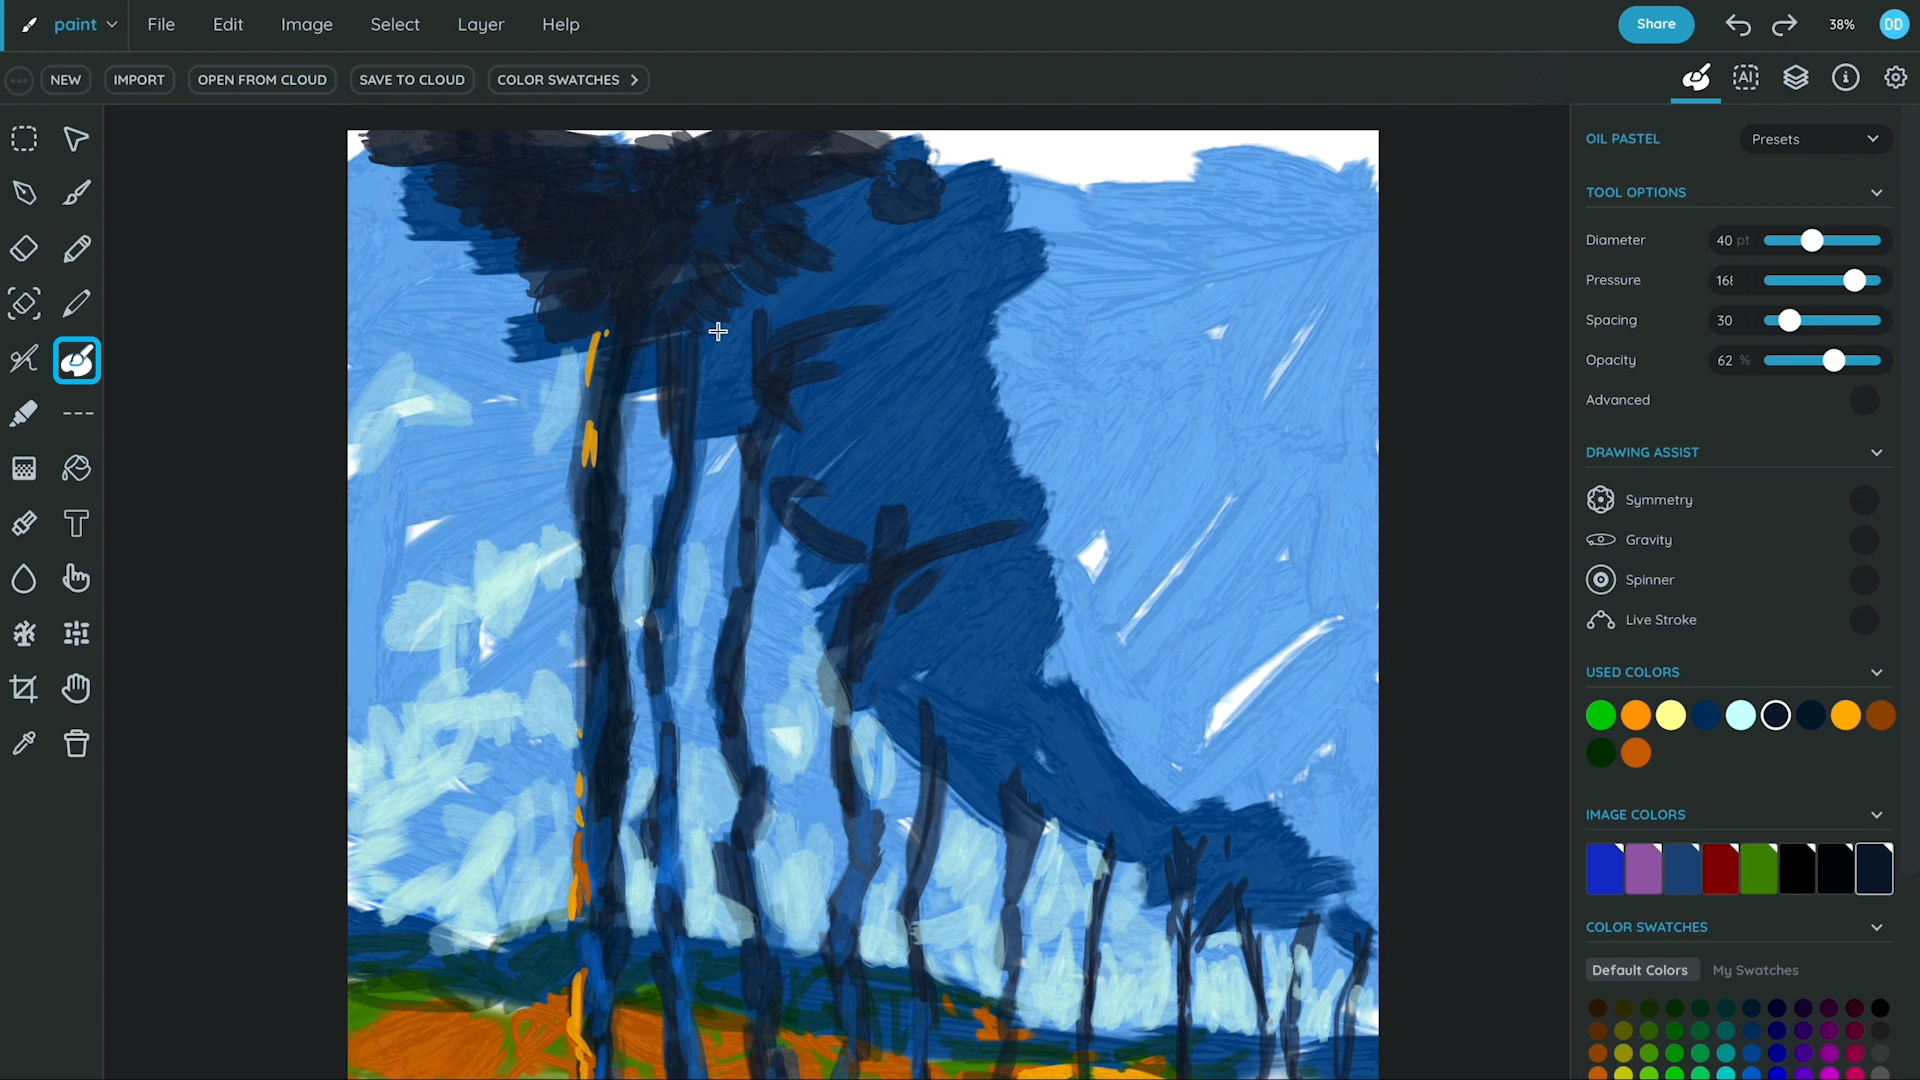 paint File Edit Image Select Layer Help Share 38% DD
NEW IMPORT OPEN FROM CLOUD SAVE TO CLOUD COLOR SWATCHES AI
OIL PASTEL Presets
TOOL OPTIONS
Diameter 40 pt
Pressure 168
Spacing 30
Opacity 62 %
Advanced
DRAWING ASSIST
Symmetry
Gravity
Spinner
Live Stroke
USED COLORS
IMAGE COLORS
COLOR SWATCHES
Default Colors My Swatches
T